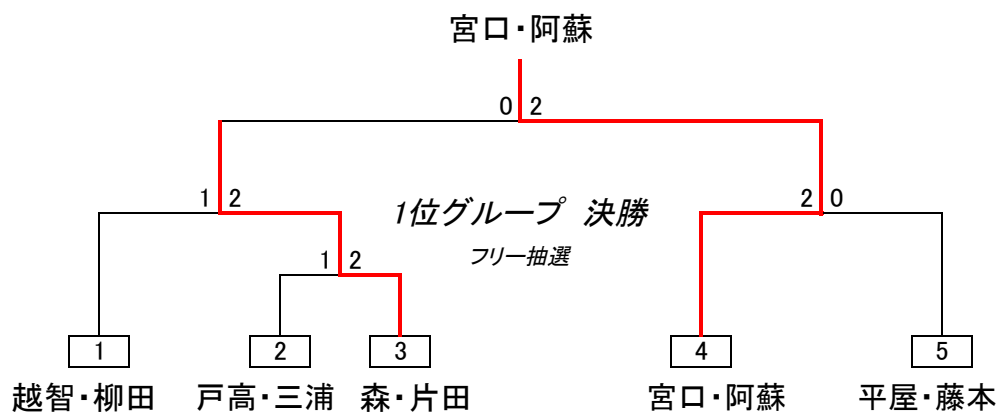 宮口・阿蘇
0 2
1 2
2 0
1位グループ 決勝
フリー抽選
1 2
1
2
3
4
5
越智・柳田
戸高・三浦
森・片田
宮口・阿蘇
平屋・藤本